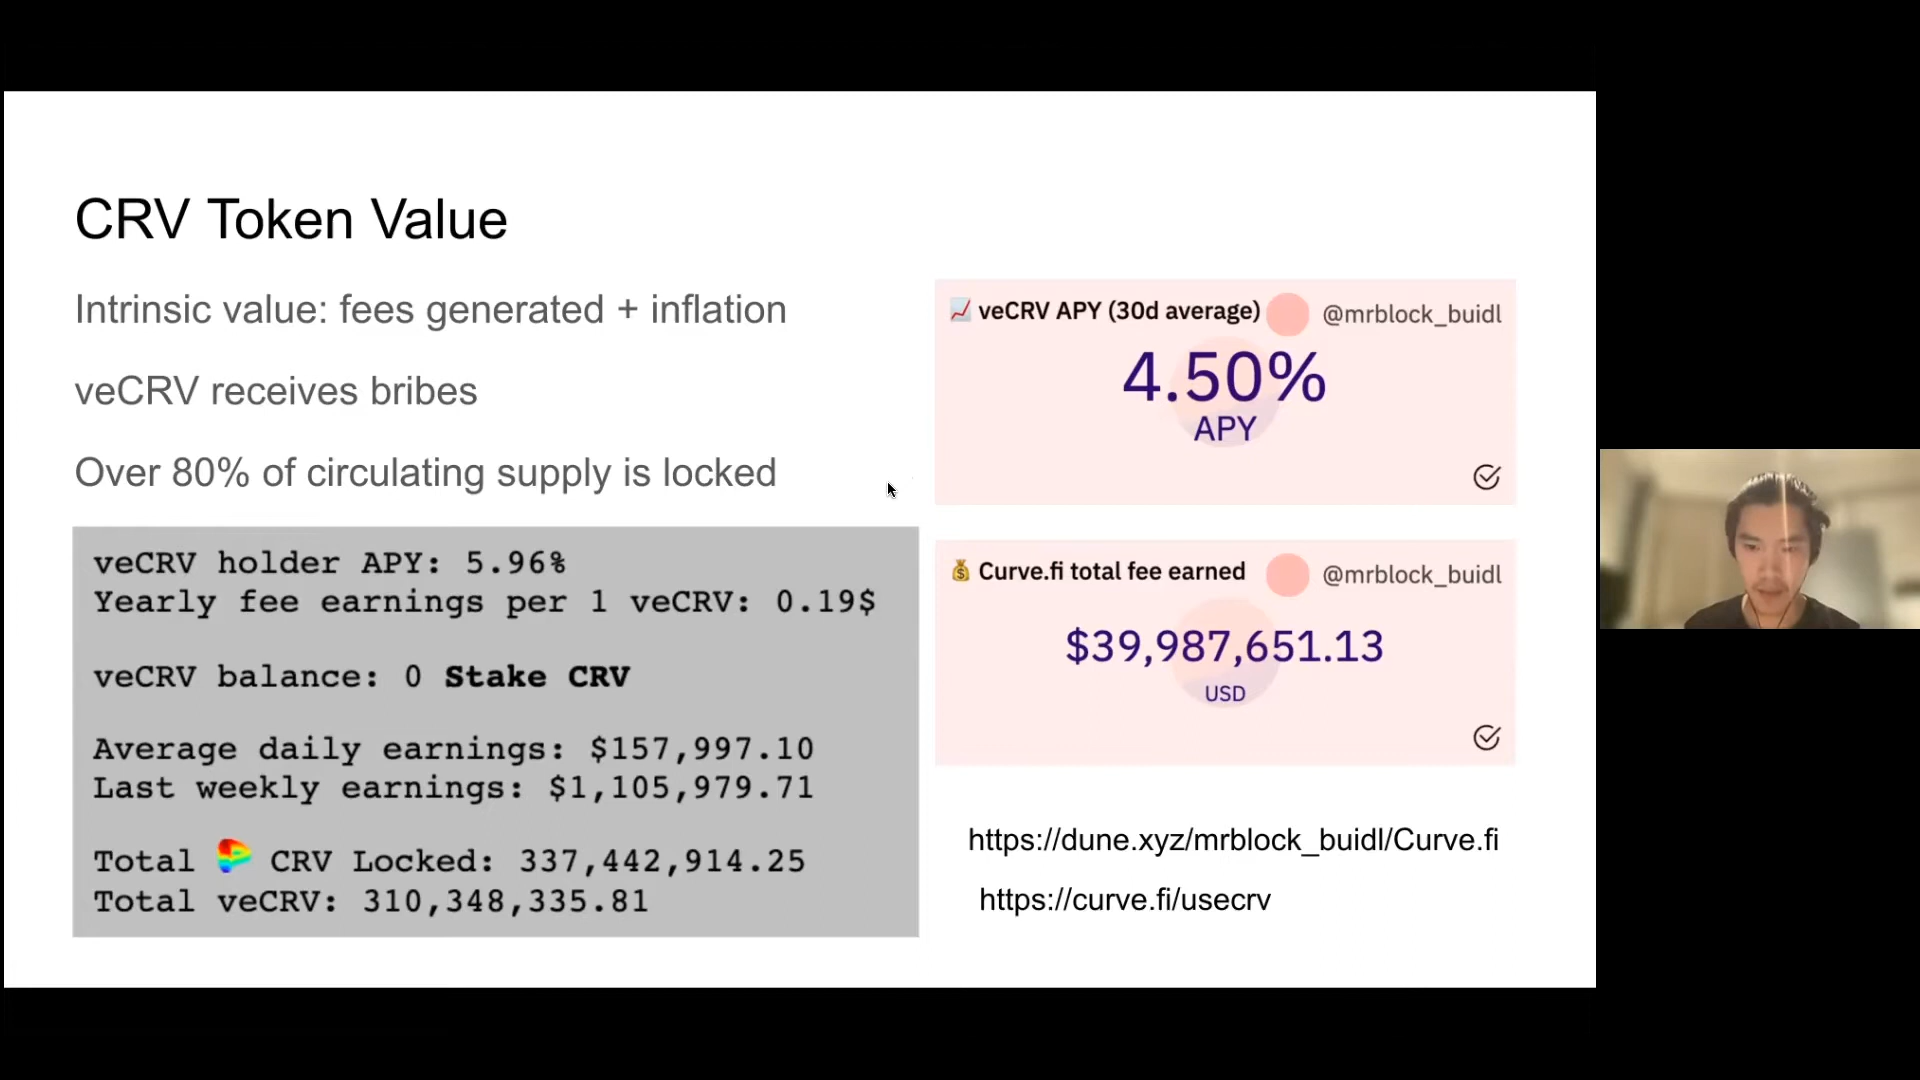 CRV Token Value
Intrinsic value: fees generated + inflation
veCRV receives bribes
Over 80% of circulating supply is locked
veCRV holder APY: 5.96%
Yearly fee earnings per 1 veCRV: 0.19$
veCRV balance: 0 Stake CRV
Average daily earnings: $157,997.10
Last weekly earnings: $1,105,979.71
Total CRV Locked: 337,442,914.25
Total veCRV: 310,348,335.81
veCRV APY (30d average) @mrblock_buidl
4.50%
APY
Curve.fi total fee earned @mrblock_buidl
$39,987,651.13
USD
https://dune.xyz/mrblock_buidl/Curve.fi
https://curve.fi/usecrv